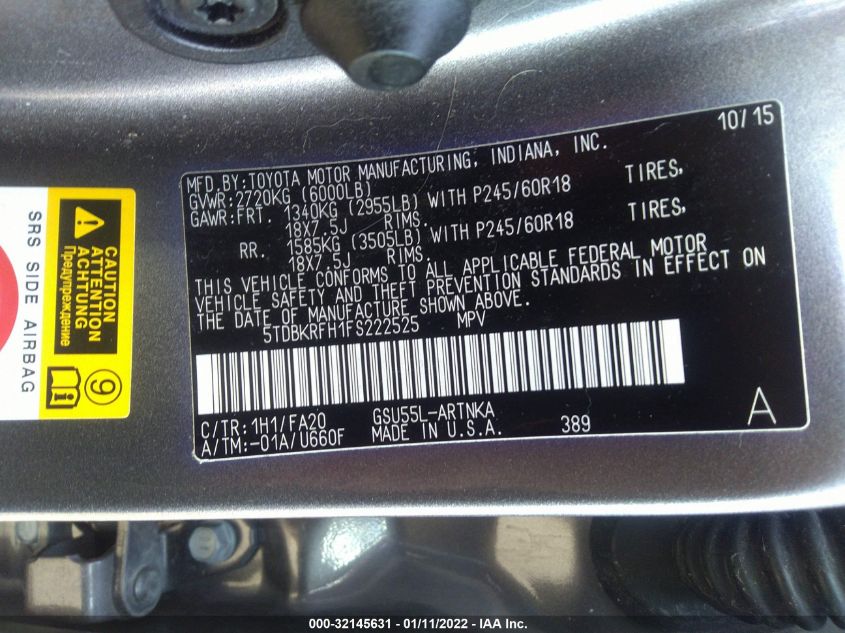 10/15
MFD.BY:TOYOTA MOTOR MANUFACTURING, INDIANA, INC.
GVWR:2720KG (6000LB)
GAWR:FRT. 1340KG (2955LB) WITH P245/60R18 TIRES,
18X7.5J RIMS.
RR. 1585KG (3505LB) WITH P245/60R18 TIRES,
18X7.5J RIMS.
THIS VEHICLE CONFORMS TO ALL APPLICABLE FEDERAL MOTOR
VEHICLE SAFETY AND THEFT PREVENTION STANDARDS IN EFFECT ON
THE DATE OF MANUFACTURE SHOWN ABOVE.
5TDBKRFH1FS222525 MPV
C/TR:1H1/FA20 GSU55L-ARTNKA
A/TM:-01A/U660F MADE IN U.S.A. 389 A
SRS SIDE AIRBAG
CAUTION
ATTENTION
ACHTUNG
Предупреждение
9
000-32145631 - 01/11/2022 - IAA Inc.